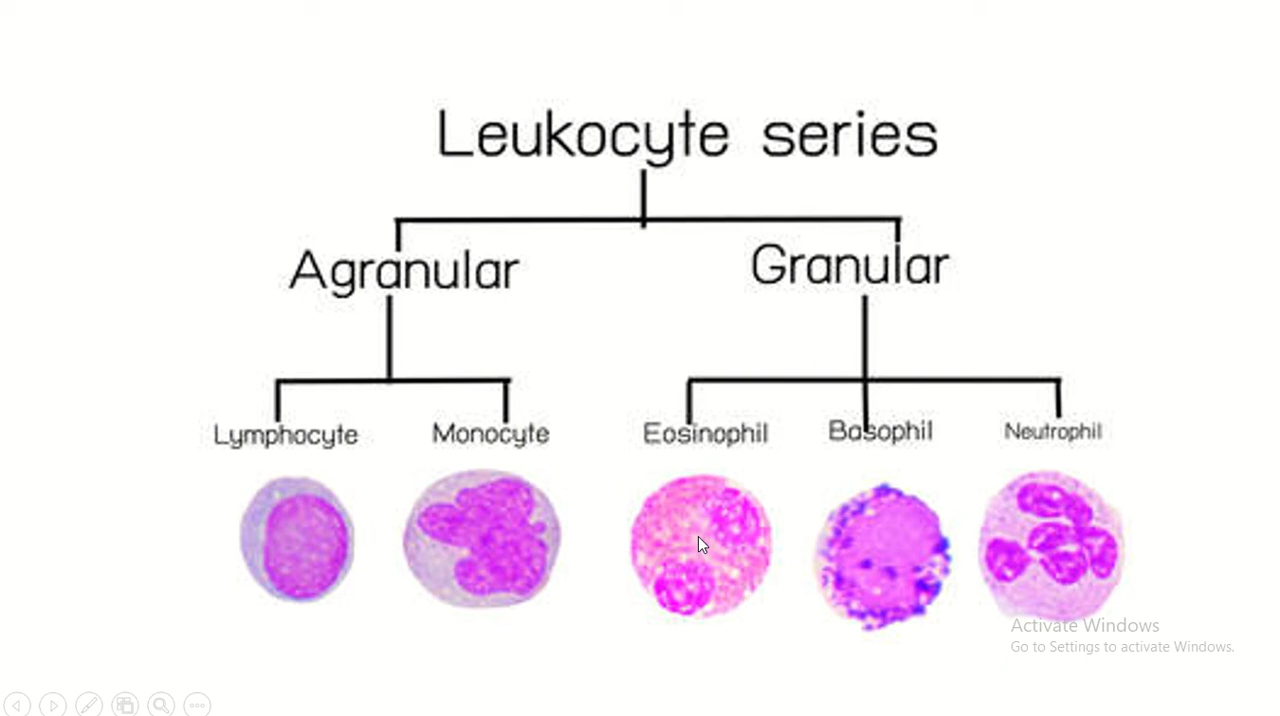 Leukocyte series
Agranular
Granular
Lymphocyte
Monocyte
Eosinophil
Basophil
Neutrophil
Activate Windows
Go to Settings to activate Windows.